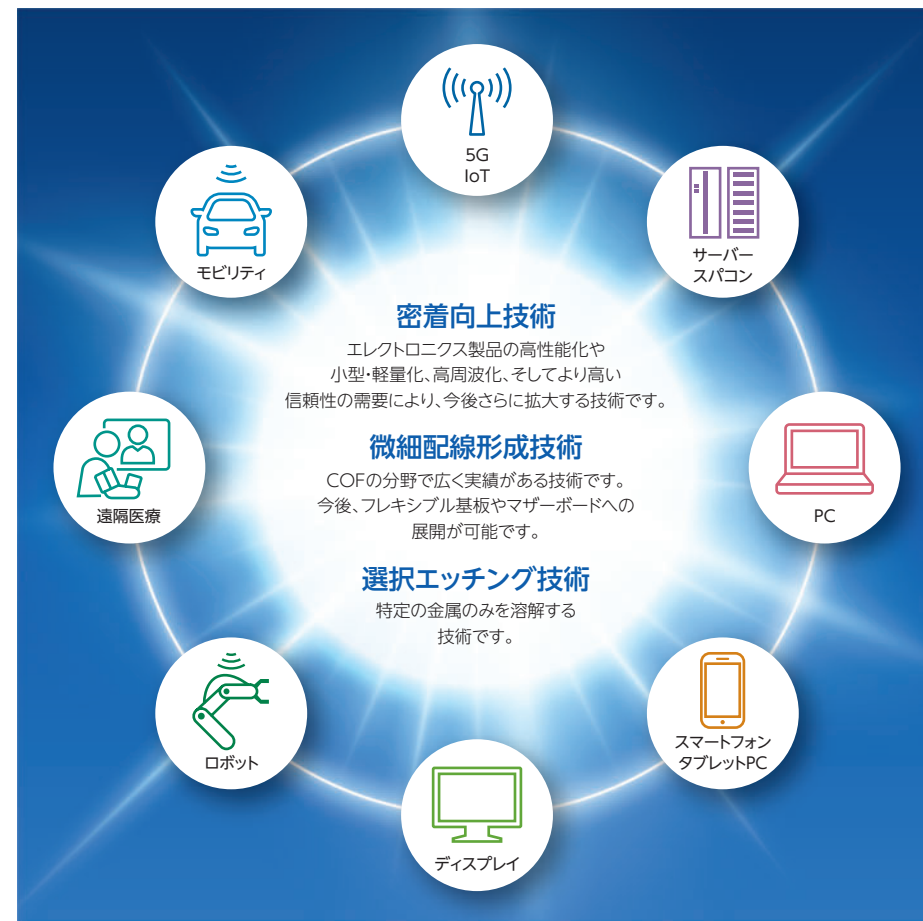 5G
IoT
サーバー
スパコン
モビリティ
密着向上技術
エレクトロニクス製品の高性能化や
小型・軽量化、高周波化、そしてより高い
信頼性の需要により、今後さらに拡大する技術です。
微細配線形成技術
COFの分野で広く実績がある技術です。
今後、フレキシブル基板やマザーボードへの
展開が可能です。
遠隔医療
PC
選択エッチング技術
特定の金属のみを溶解する
技術です。
ロボット
スマートフォン
タブレットPC
ディスプレイ